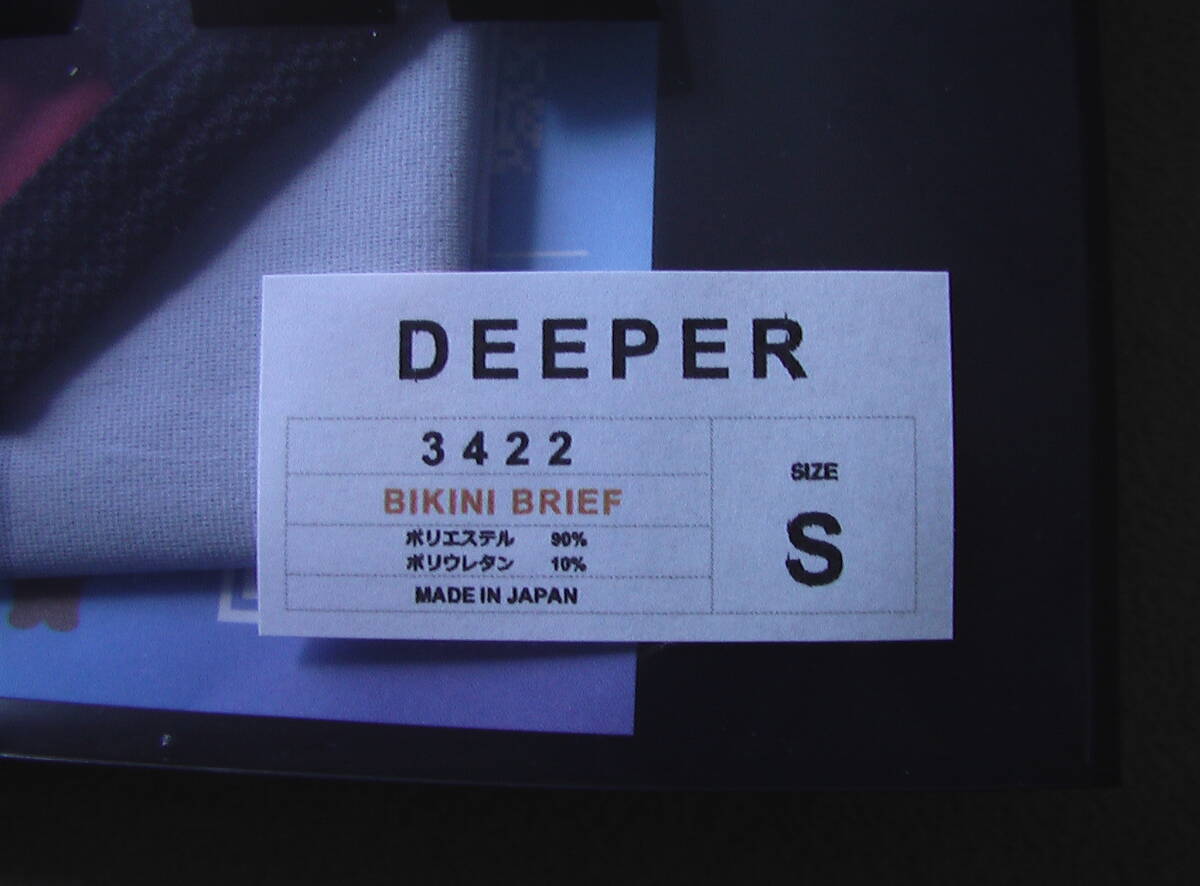 DEEPER
3422
BIKINI BRIEF
ポリエステル 90%
ポリウレタン 10%
MADE IN JAPAN
SIZE
S